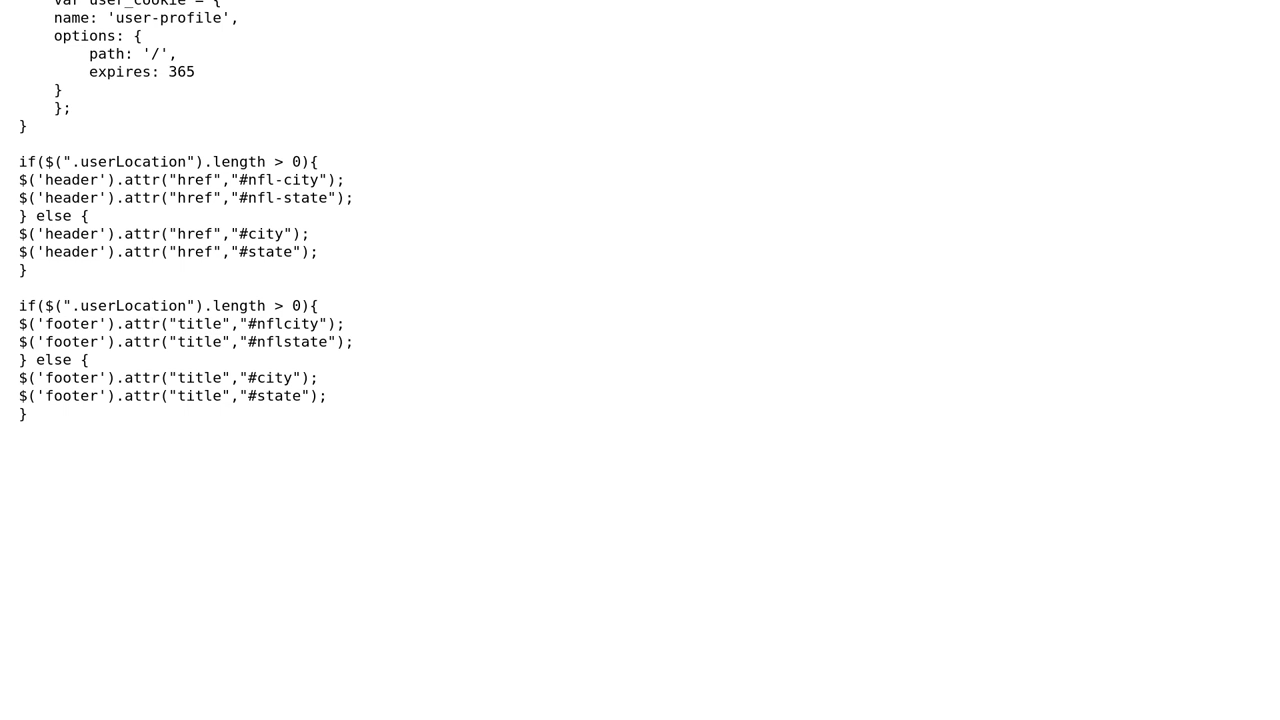 var user_cookie = {
name: 'user-profile',
options: {
path: '/',
expires: 365
}
};
}
if($(".userLocation").length > 0){
$('header').attr("href","#nfl-city");
$('header').attr("href","#nfl-state");
} else {
$('header').attr("href","#city");
$('header').attr("href","#state");
}
if($(".userLocation").length > 0){
$('footer').attr("title","#nflcity");
$('footer').attr("title","#nflstate");
} else {
$('footer').attr("title","#city");
$('footer').attr("title","#state");
}